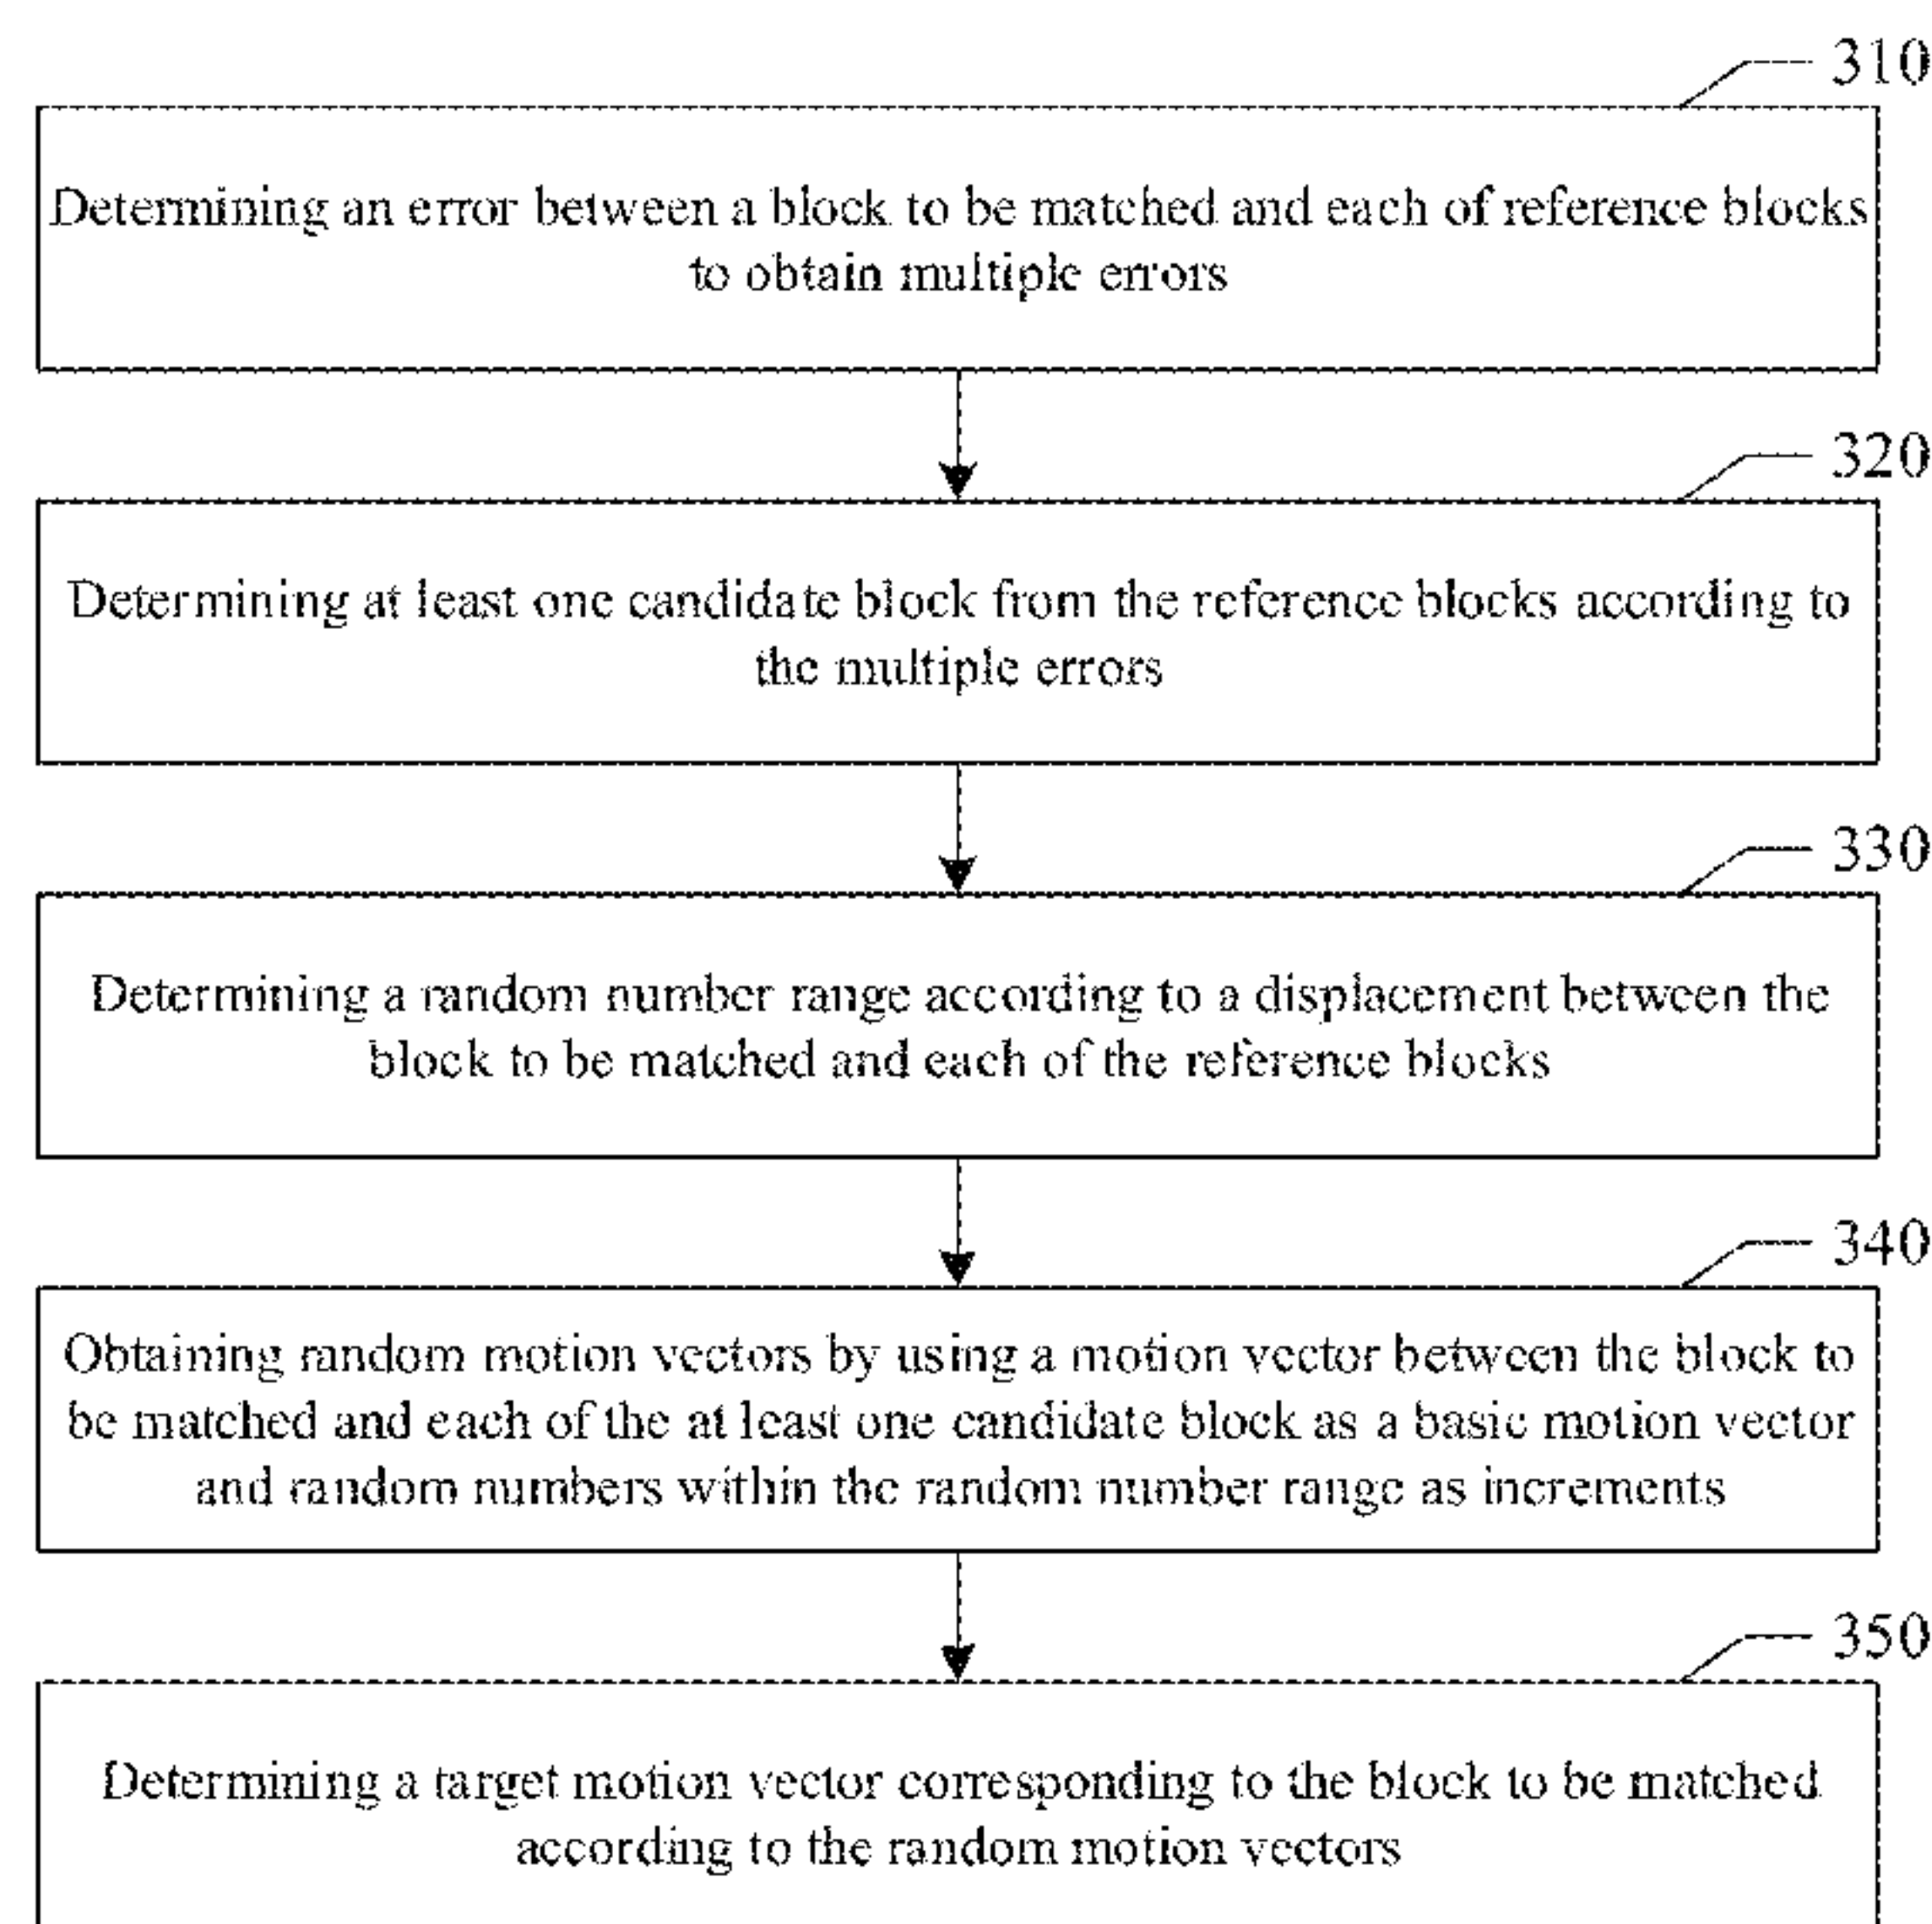 310
Determining an error between a block to be matched and each of reference blocks
to obtain multiple errors
320
Determining at least one candidate block from the reference blocks according to
the multiple errors
330
Determining a random number range according to a displacement between the
block to be matched and each of the reference blocks
340
Obtaining random motion vectors by using a motion vector between the block to
be matched and each of the at least one candidate block as a basic motion vector
and random numbers within the random number range as increments
350
Determining a target motion vector corresponding to the block to be matched
according to the random motion vectors